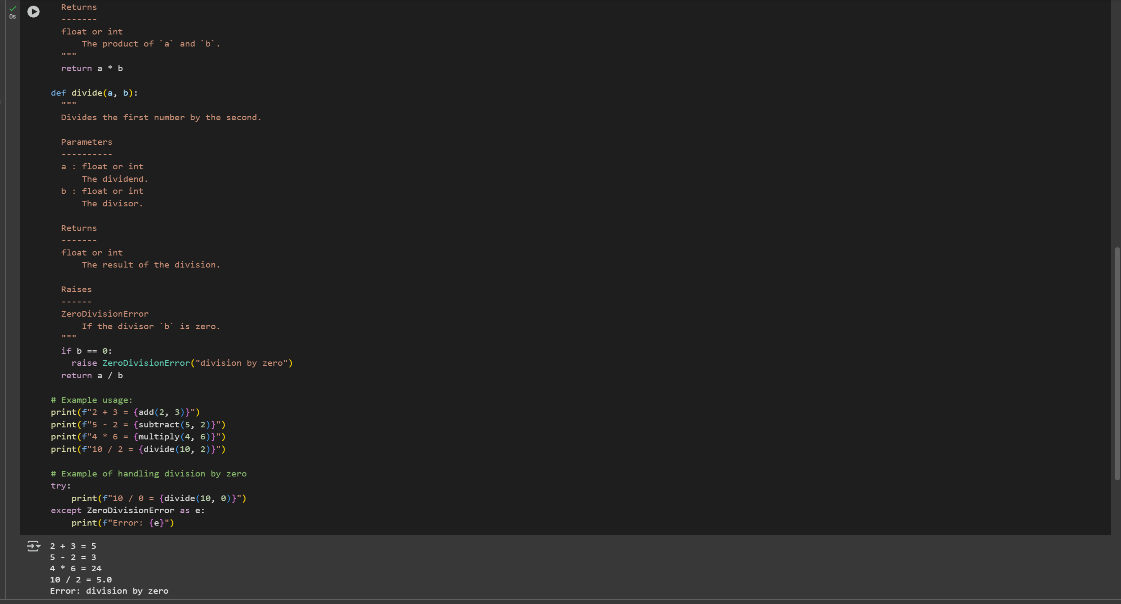 0s
Returns
-------
float or int
    The product of `a` and `b`.
"""
return a * b
def divide(a, b):
  """
  Divides the first number by the second.
  Parameters
  ----------
  a : float or int
      The dividend.
  b : float or int
      The divisor.
  Returns
  -------
  float or int
      The result of the division.
  Raises
  ------
  ZeroDivisionError
      If the divisor `b` is zero.
  """
  if b == 0:
    raise ZeroDivisionError("division by zero")
  return a / b
# Example usage:
print(f"2 + 3 = {add(2, 3)}")
print(f"5 - 2 = {subtract(5, 2)}")
print(f"4 * 6 = {multiply(4, 6)}")
print(f"10 / 2 = {divide(10, 2)}")
# Example of handling division by zero
try:
    print(f"10 / 0 = {divide(10, 0)}")
except ZeroDivisionError as e:
    print(f"Error: {e}")
2 + 3 = 5
5 - 2 = 3
4 * 6 = 24
10 / 2 = 5.0
Error: division by zero